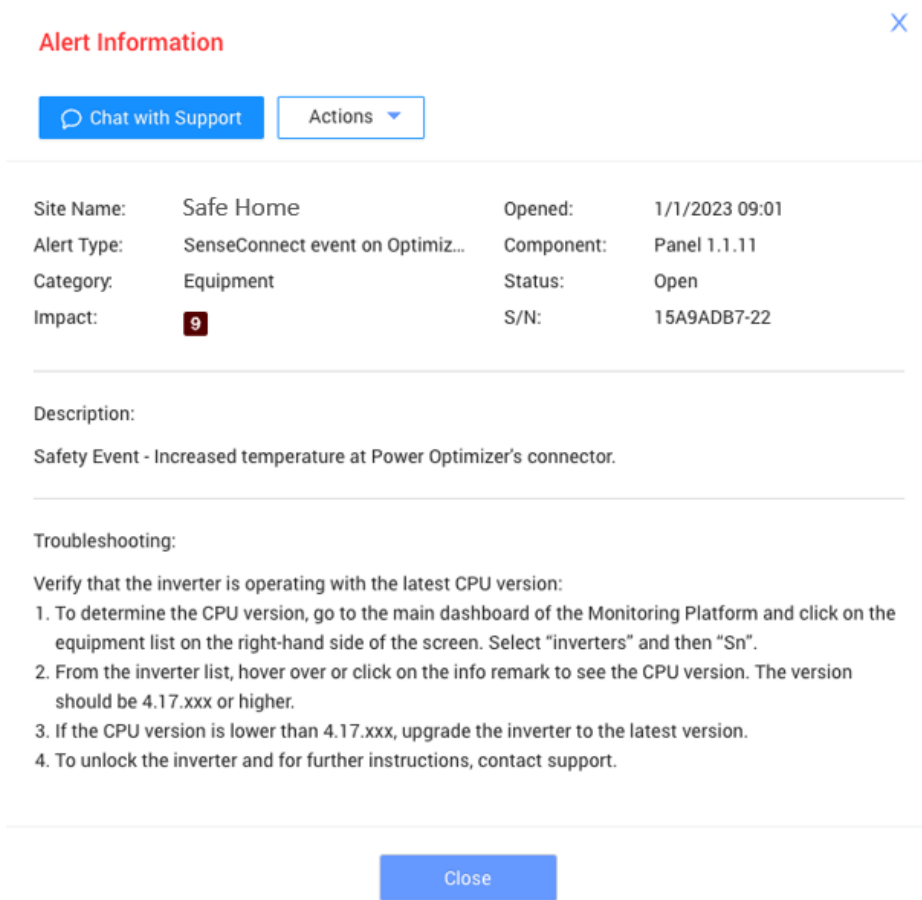 X
Alert Information
Chat with Support
Actions
Site Name: Safe Home Opened: 1/1/2023 09:01
Alert Type: SenseConnect event on Optimiz... Component: Panel 1.1.11
Category: Equipment Status: Open
Impact: 9 S/N: 15A9ADB7-22
Description:
Safety Event - Increased temperature at Power Optimizer's connector.
Troubleshooting:
Verify that the inverter is operating with the latest CPU version:
1. To determine the CPU version, go to the main dashboard of the Monitoring Platform and click on the
equipment list on the right-hand side of the screen. Select “inverters” and then “Sn”.
2. From the inverter list, hover over or click on the info remark to see the CPU version. The version
should be 4.17.xxx or higher.
3. If the CPU version is lower than 4.17.xxx, upgrade the inverter to the latest version.
4. To unlock the inverter and for further instructions, contact support.
Close